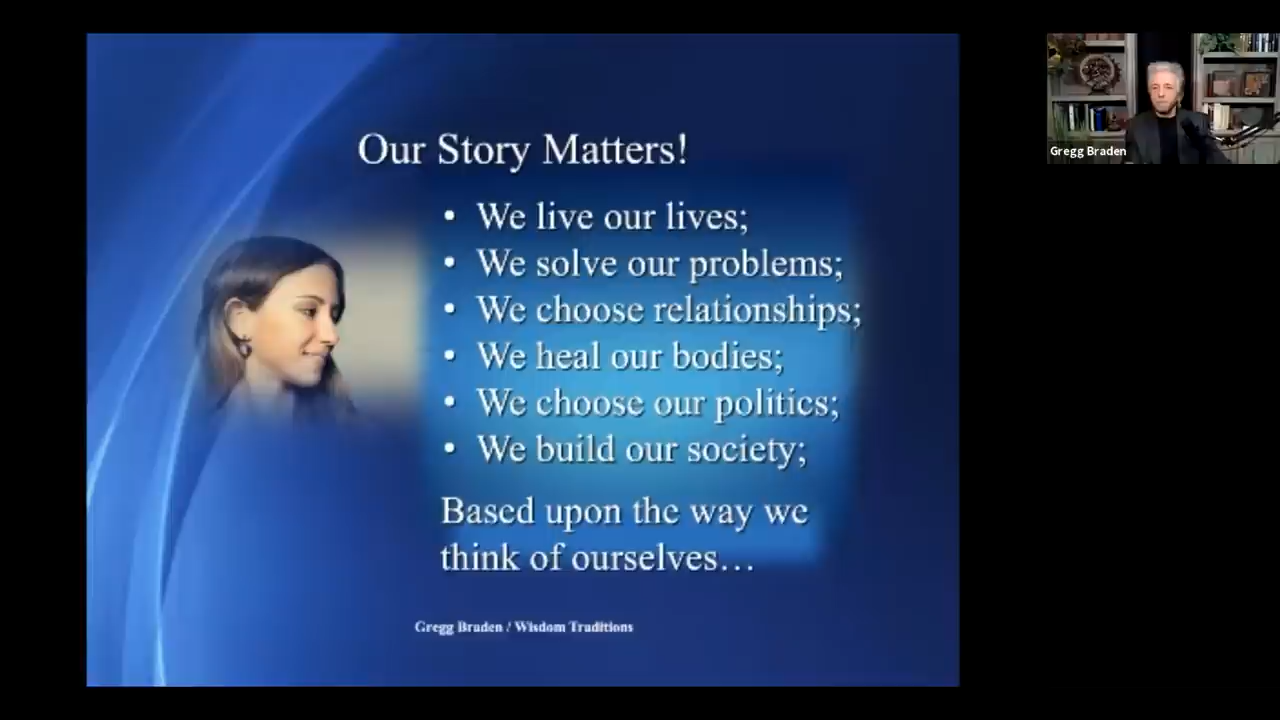 Our Story Matters!
• We live our lives;
• We solve our problems;
• We choose relationships;
• We heal our bodies;
• We choose our politics;
• We build our society;
Based upon the way we
think of ourselves…
Gregg Braden / Wisdom Traditions
Gregg Braden